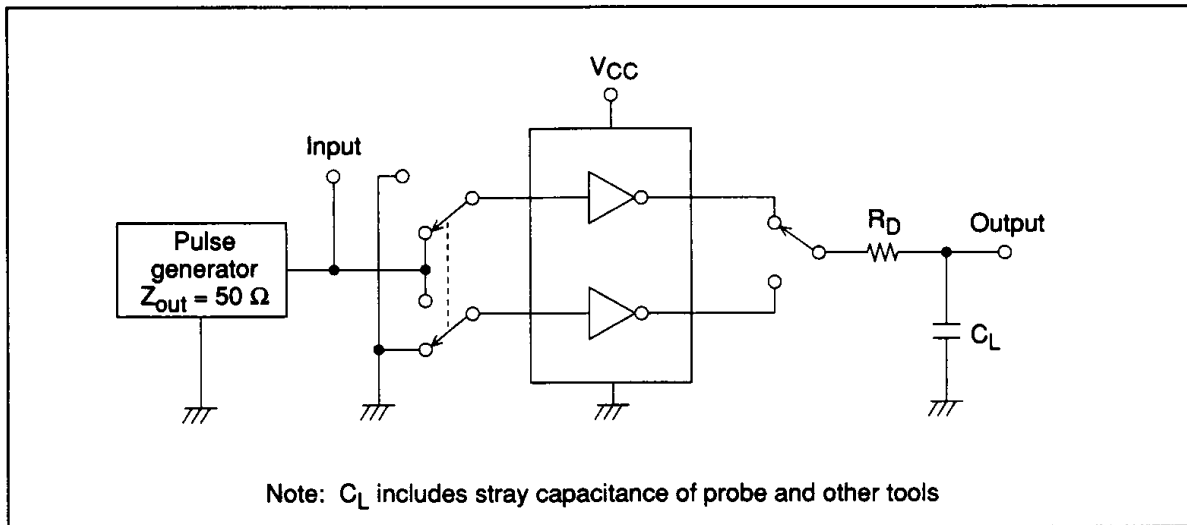 VCC
Input
Pulse
generator
Zout = 50 Ω
RD
Output
CL
Note: CL includes stray capacitance of probe and other tools